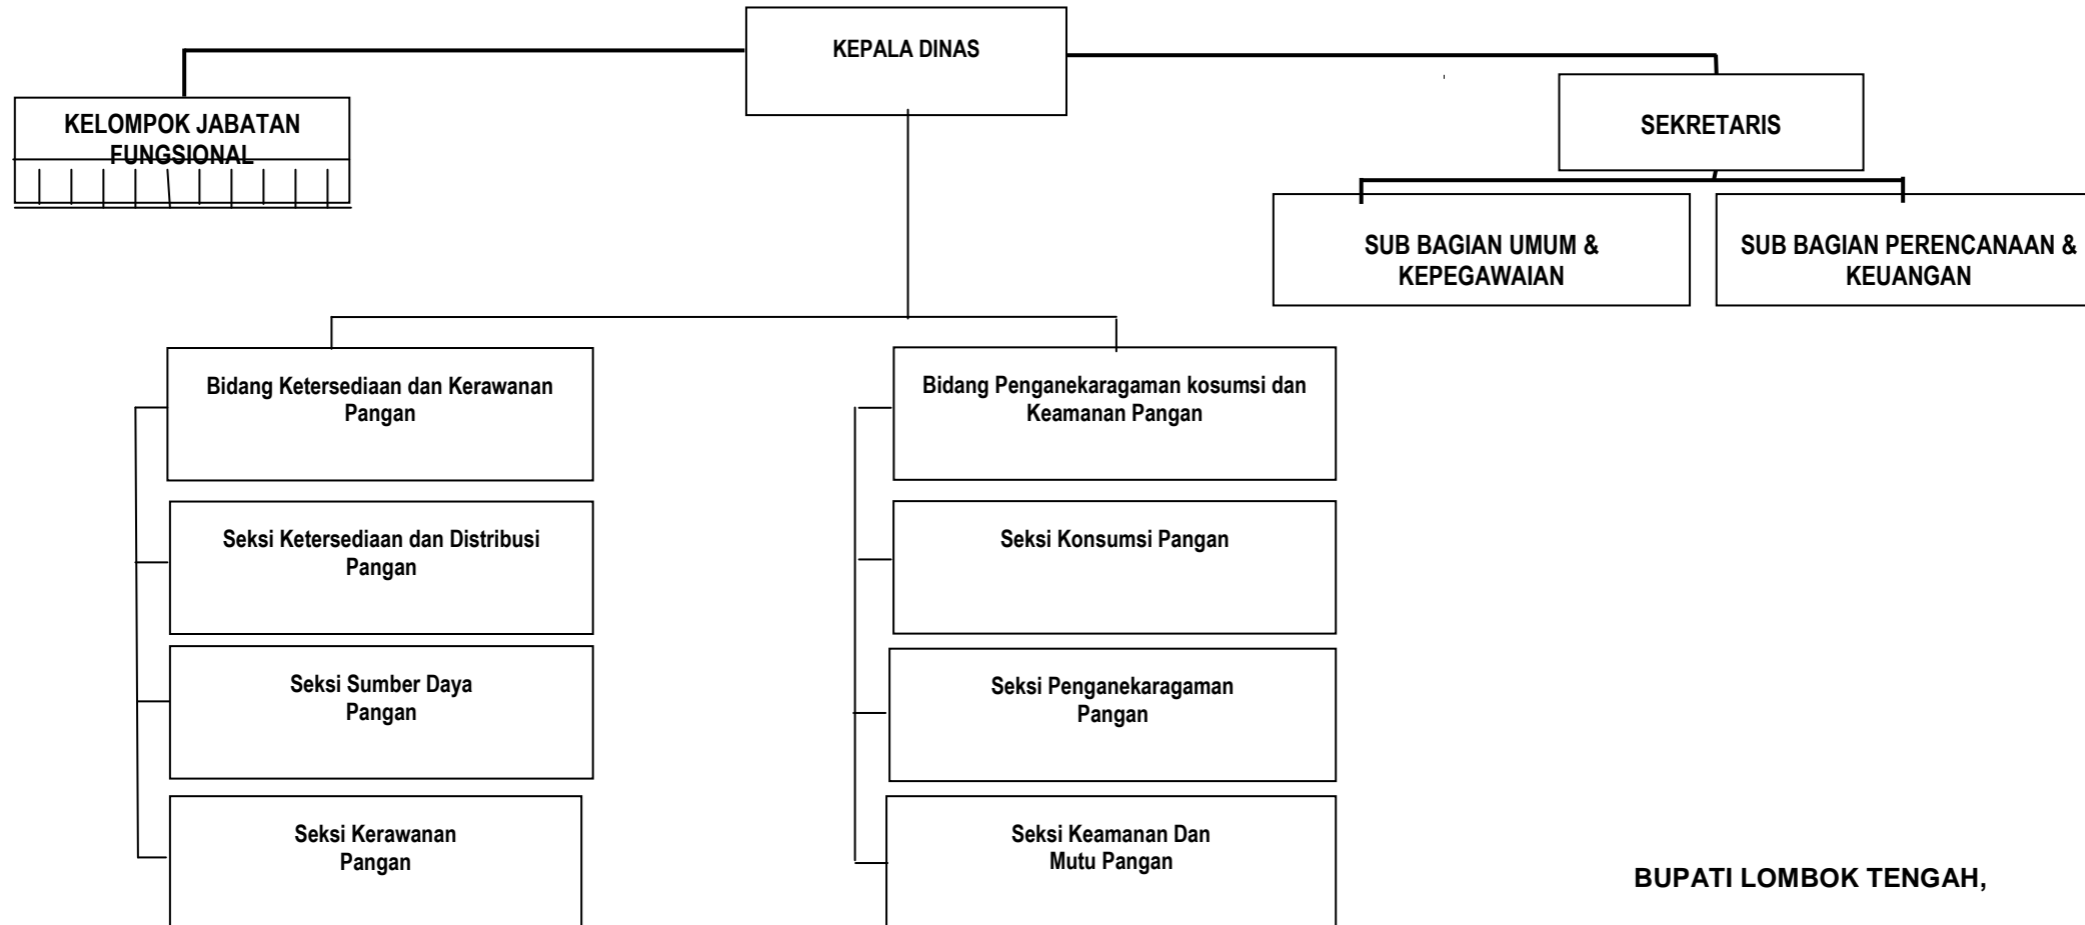 KEPALA DINAS
KELOMPOK JABATAN
FUNGSIONAL
SEKRETARIS
SUB BAGIAN UMUM &
KEPEGAWAIAN
SUB BAGIAN PERENCANAAN &
KEUANGAN
Bidang Ketersediaan dan Kerawanan
Pangan
Seksi Ketersediaan dan Distribusi
Pangan
Seksi Sumber Daya
Pangan
Seksi Kerawanan
Pangan
Bidang Penganekaragaman kosumsi dan
Keamanan Pangan
Seksi Konsumsi Pangan
Seksi Penganekaragaman
Pangan
Seksi Keamanan Dan
Mutu Pangan
BUPATI LOMBOK TENGAH,